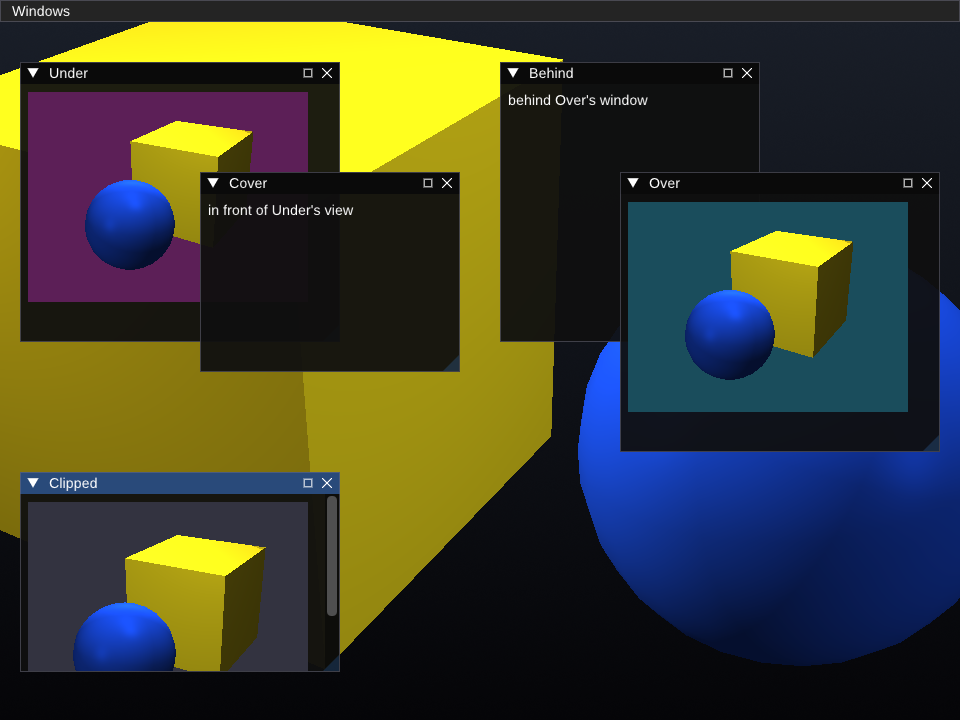 Windows
Under
Behind
behind Over's window
Cover
in front of Under's view
Over
Clipped